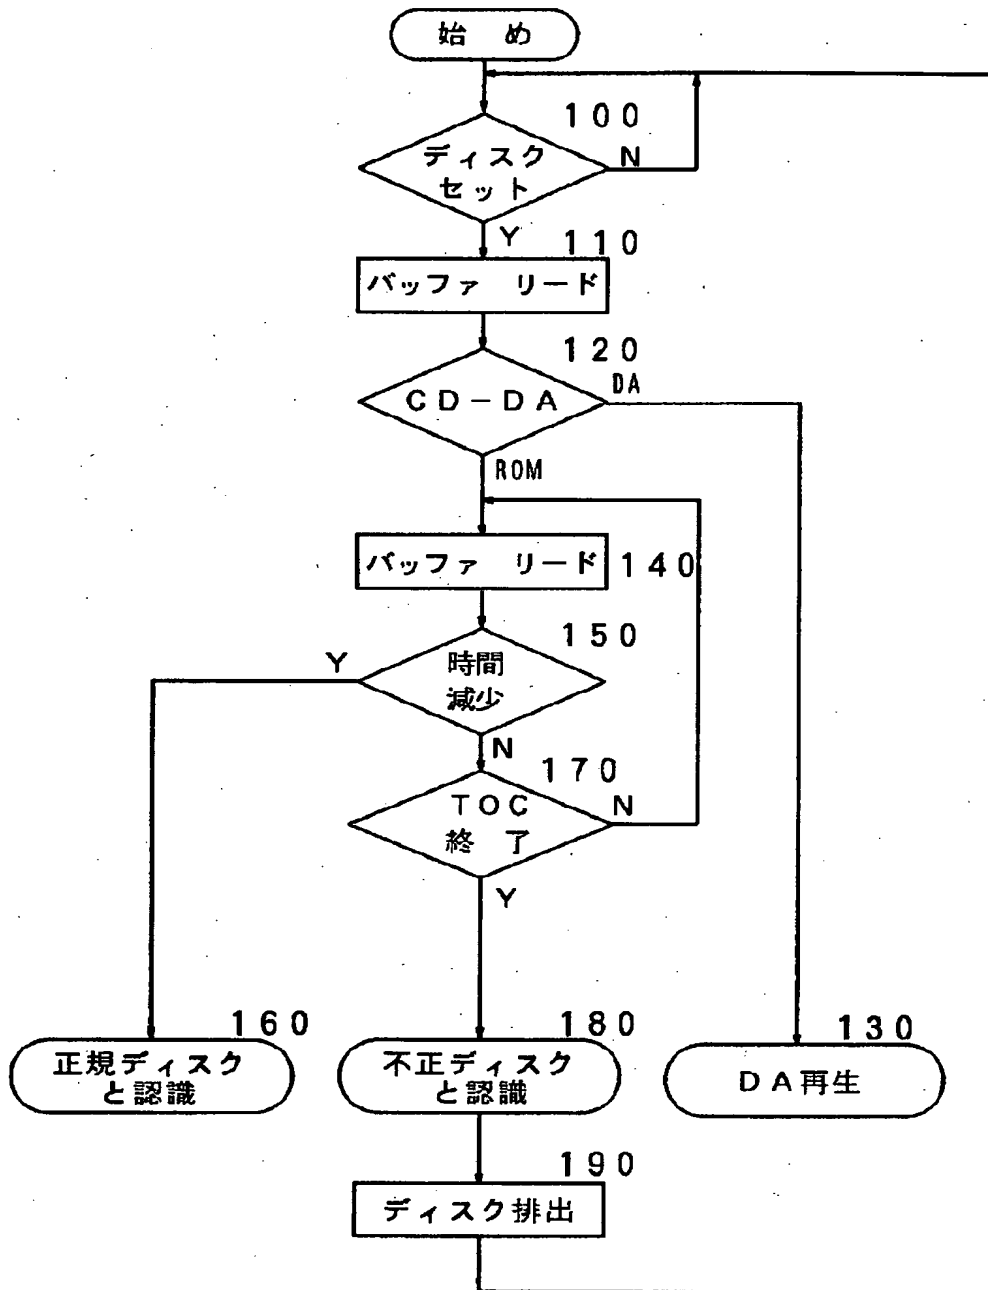 始 め
100
ディスク
セット
N
Y
110
バッファ リード
120
CD-DA
DA
ROM
バッファ リード
140
150
Y
時間
減少
N
170
TOC
終 了
N
Y
160
正規ディスク
と認識
180
不正ディスク
と認識
130
DA再生
190
ディスク排出